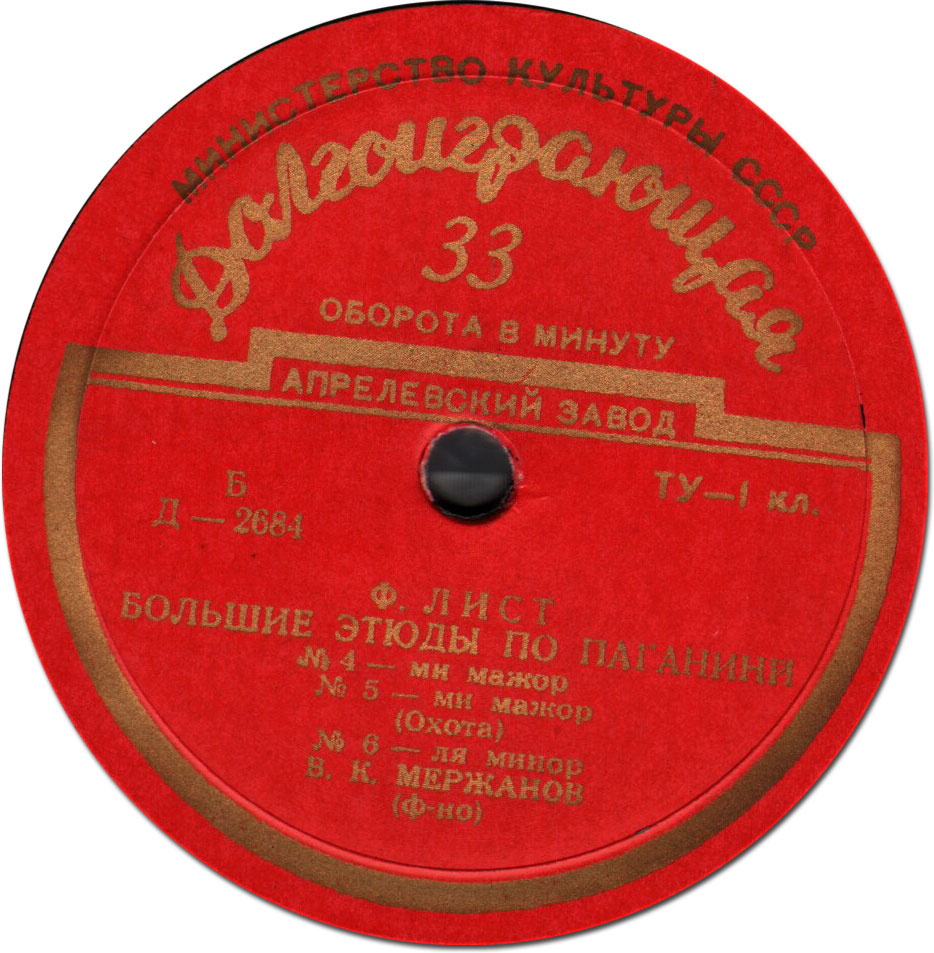 МИНИСТЕРСТВО КУЛЬТУРЫ СССР
Долгоиграющая
33
ОБОРОТА В МИНУТУ
АПРЕЛЕВСКИЙ ЗАВОД
ТУ—1 кл.
Б
Д — 2684
Ф. ЛИСТ
БОЛЬШИЕ ЭТЮДЫ ПО ПАГАНИНИ
№ 4 — ми мажор
№ 5 — ми мажор
(Охота)
№ 6 — ля минор
В. К. МЕРЖАНОВ
(ф-но)